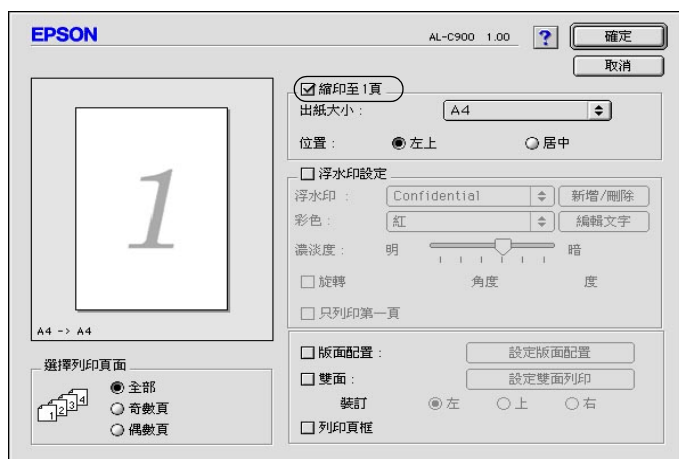 EPSON
AL-C900 1.00
?
確定
取消
縮印至1頁
出紙大小：
A4
位置：
左上
居中
浮水印設定
浮水印：
Confidential
新增/刪除
彩色：
紅
編輯文字
濃淡度：
明
暗
旋轉
角度
度
只列印第一頁
1
A4 -> A4
選擇列印頁面
1 2 3 4
全部
奇數頁
偶數頁
版面配置：
設定版面配置
雙面：
設定雙面列印
裝訂
左
上
右
列印頁框